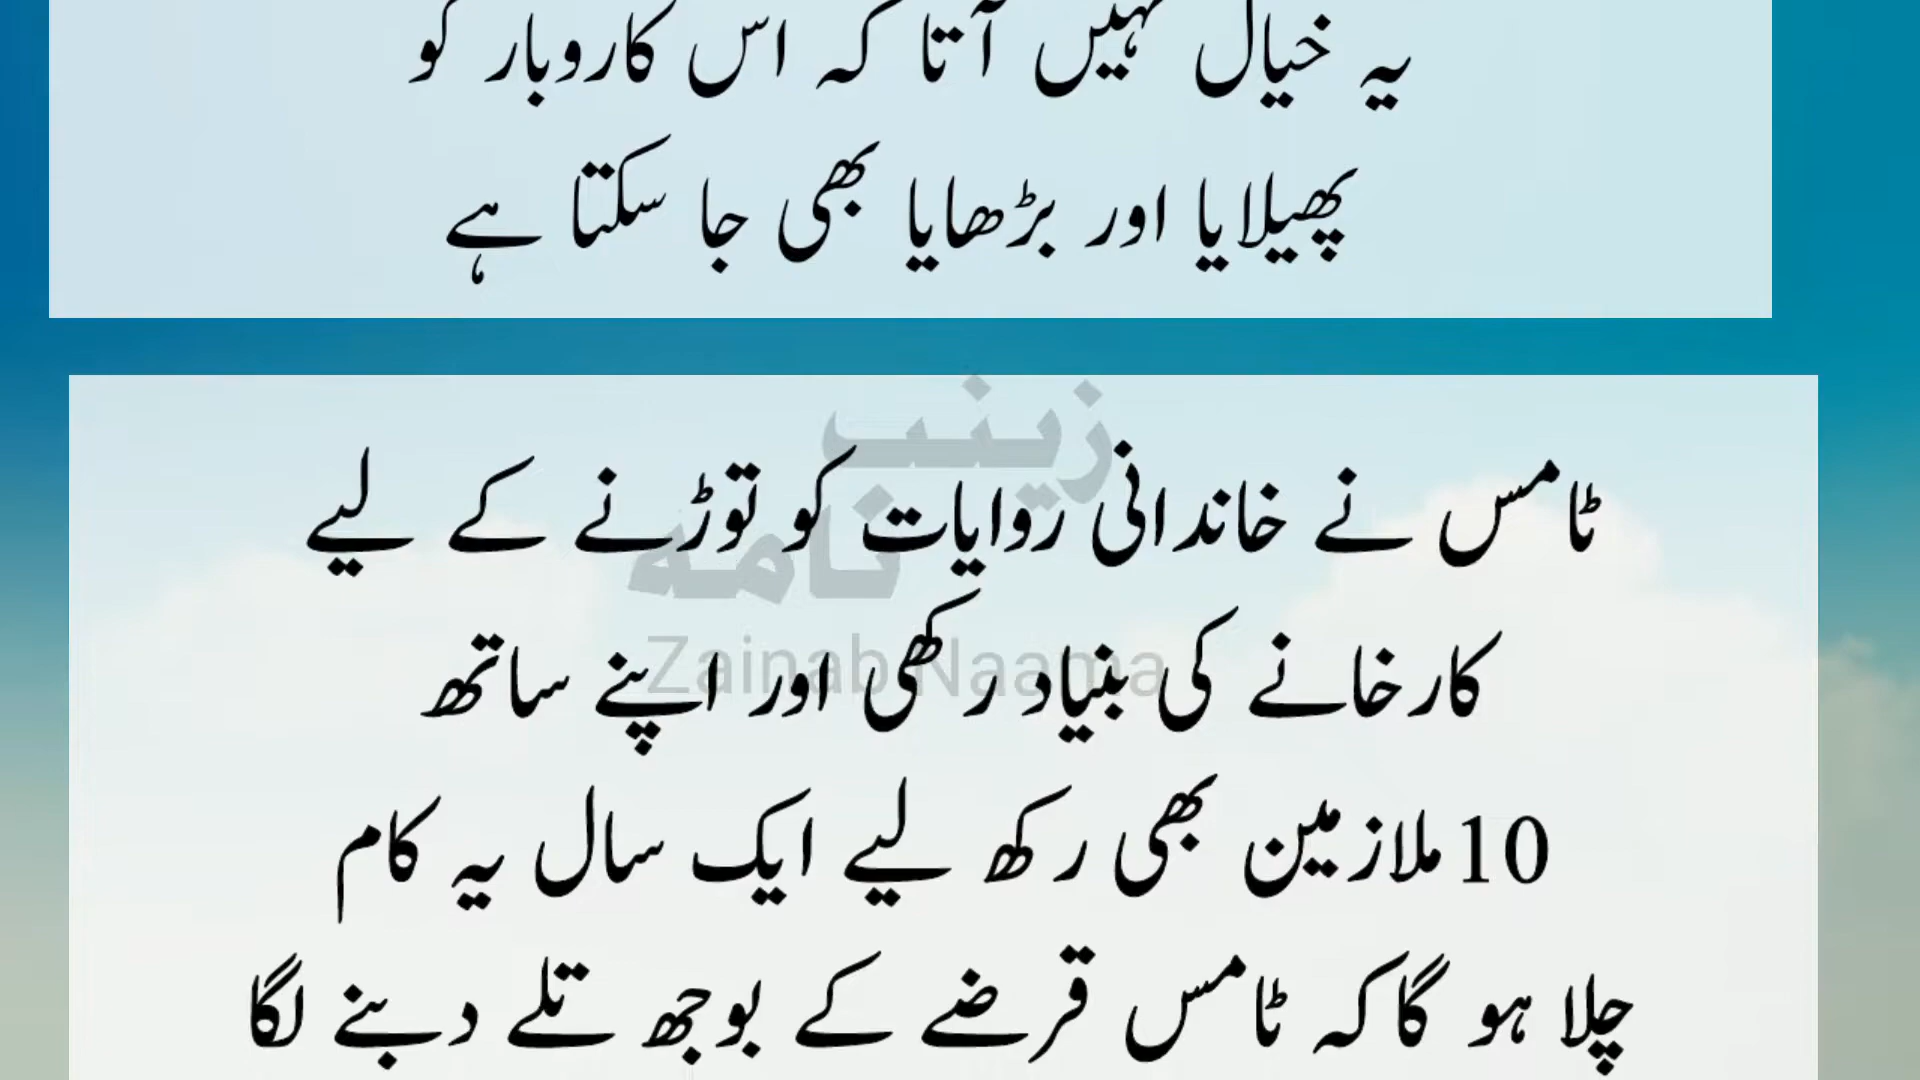 یہ خیال نہیں آتا کہ اس کاروبار کو
پھیلایا اور بڑھایا بھی جا سکتا ہے
زینب
نامہ
Zainab Naama
ٹامس نے خاندانی روایات کو توڑنے کے لیے
کارخانے کی بنیاد رکھی اور اپنے ساتھ
10 ملازمین بھی رکھ لیے ایک سال یہ کام
چلا ہو گا کہ ٹامس قرضے کے بوجھ تلے دبنے لگا